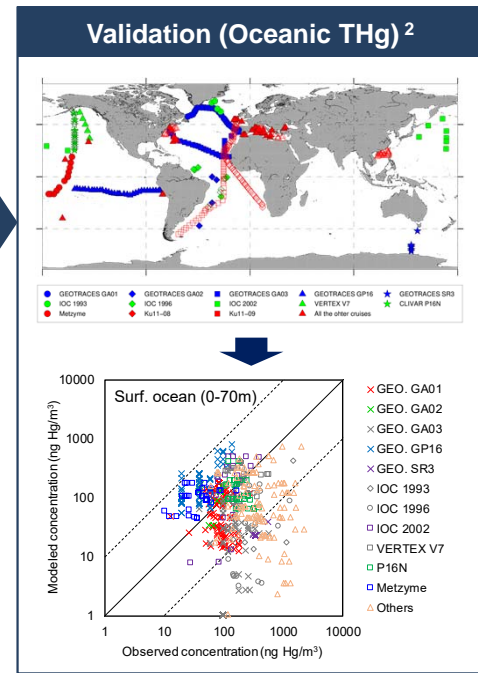 Validation (Oceanic THg) 2
GEOTRACES GA01 GEOTRACES GA02 GEOTRACES GA03 GEOTRACES GP16 GEOTRACES SR3
IOC 1993 IOC 1996 IOC 2002 VERTEX V7 CLIVAR P16N
Metzyme Ku11-08 Ku11-09 All the ohter cruises
Surf. ocean (0-70m)
Modeled concentration (ng Hg/m³)
10000
1000
100
10
1
1 10 100 1000 10000
Observed concentration (ng Hg/m³)
GEO. GA01
GEO. GA02
GEO. GA03
GEO. GP16
GEO. SR3
IOC 1993
IOC 1996
IOC 2002
VERTEX V7
P16N
Metzyme
Others